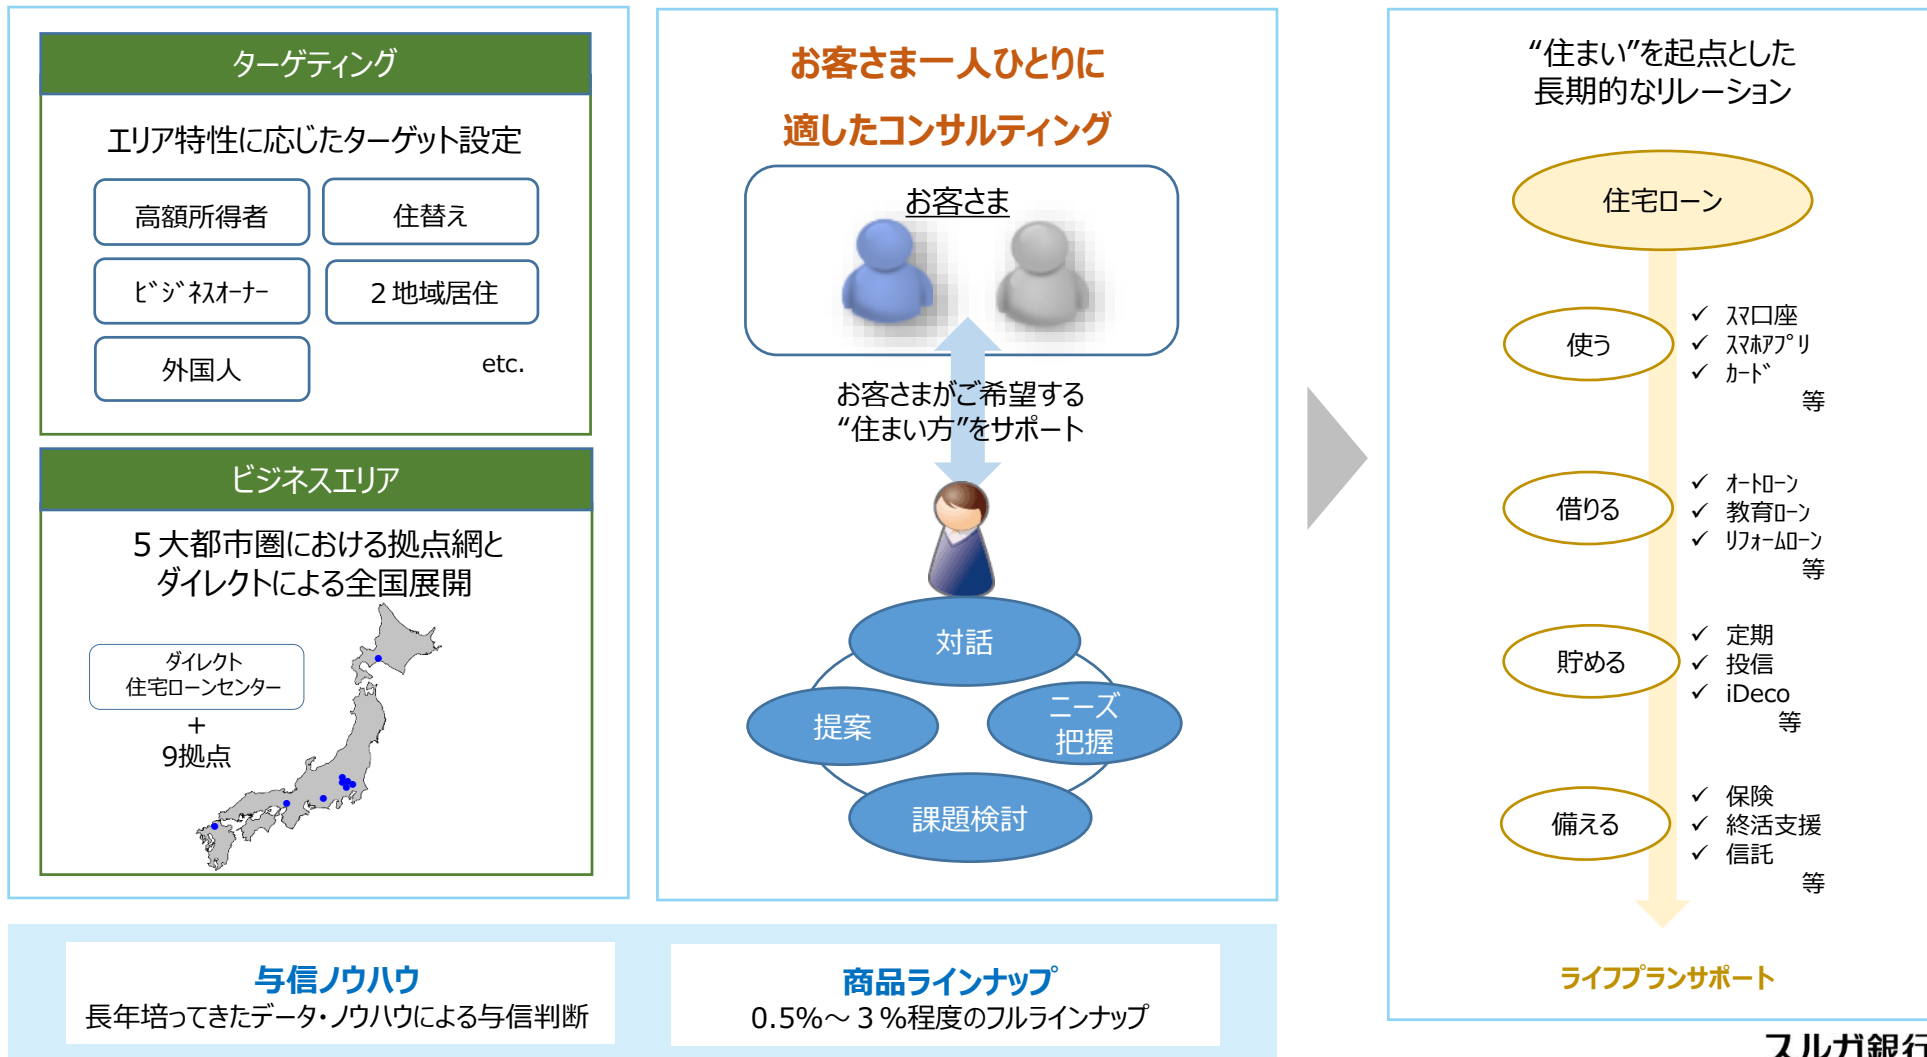 ターゲティング
エリア特性に応じたターゲット設定
高額所得者
住替え
ﾋﾞｼﾞﾈｽｵｰﾅｰ
２地域居住
外国人
etc.
ビジネスエリア
５大都市圏における拠点網と
ダイレクトによる全国展開
ダイレクト
住宅ローンセンター
＋
9拠点
お客さま一人ひとりに
適したコンサルティング
お客さま
お客さまがご希望する
“住まい方”をサポート
対話
提案
ニーズ
把握
課題検討
与信ノウハウ
長年培ってきたデータ・ノウハウによる与信判断
商品ラインナップ
0.5%～３%程度のフルラインナップ
“住まい”を起点とした
長期的なリレーション
住宅ローン
使う
✓ ｽﾏ口座
✓ ｽﾏﾎｱﾌﾟﾘ
✓ ｶｰﾄﾞ
等
借りる
✓ ｵｰﾄﾛｰﾝ
✓ 教育ﾛｰﾝ
✓ ﾘﾌｫｰﾑﾛｰﾝ
等
貯める
✓ 定期
✓ 投信
✓ iDeco
等
備える
✓ 保険
✓ 終活支援
✓ 信託
等
ライフプランサポート
スルガ銀行